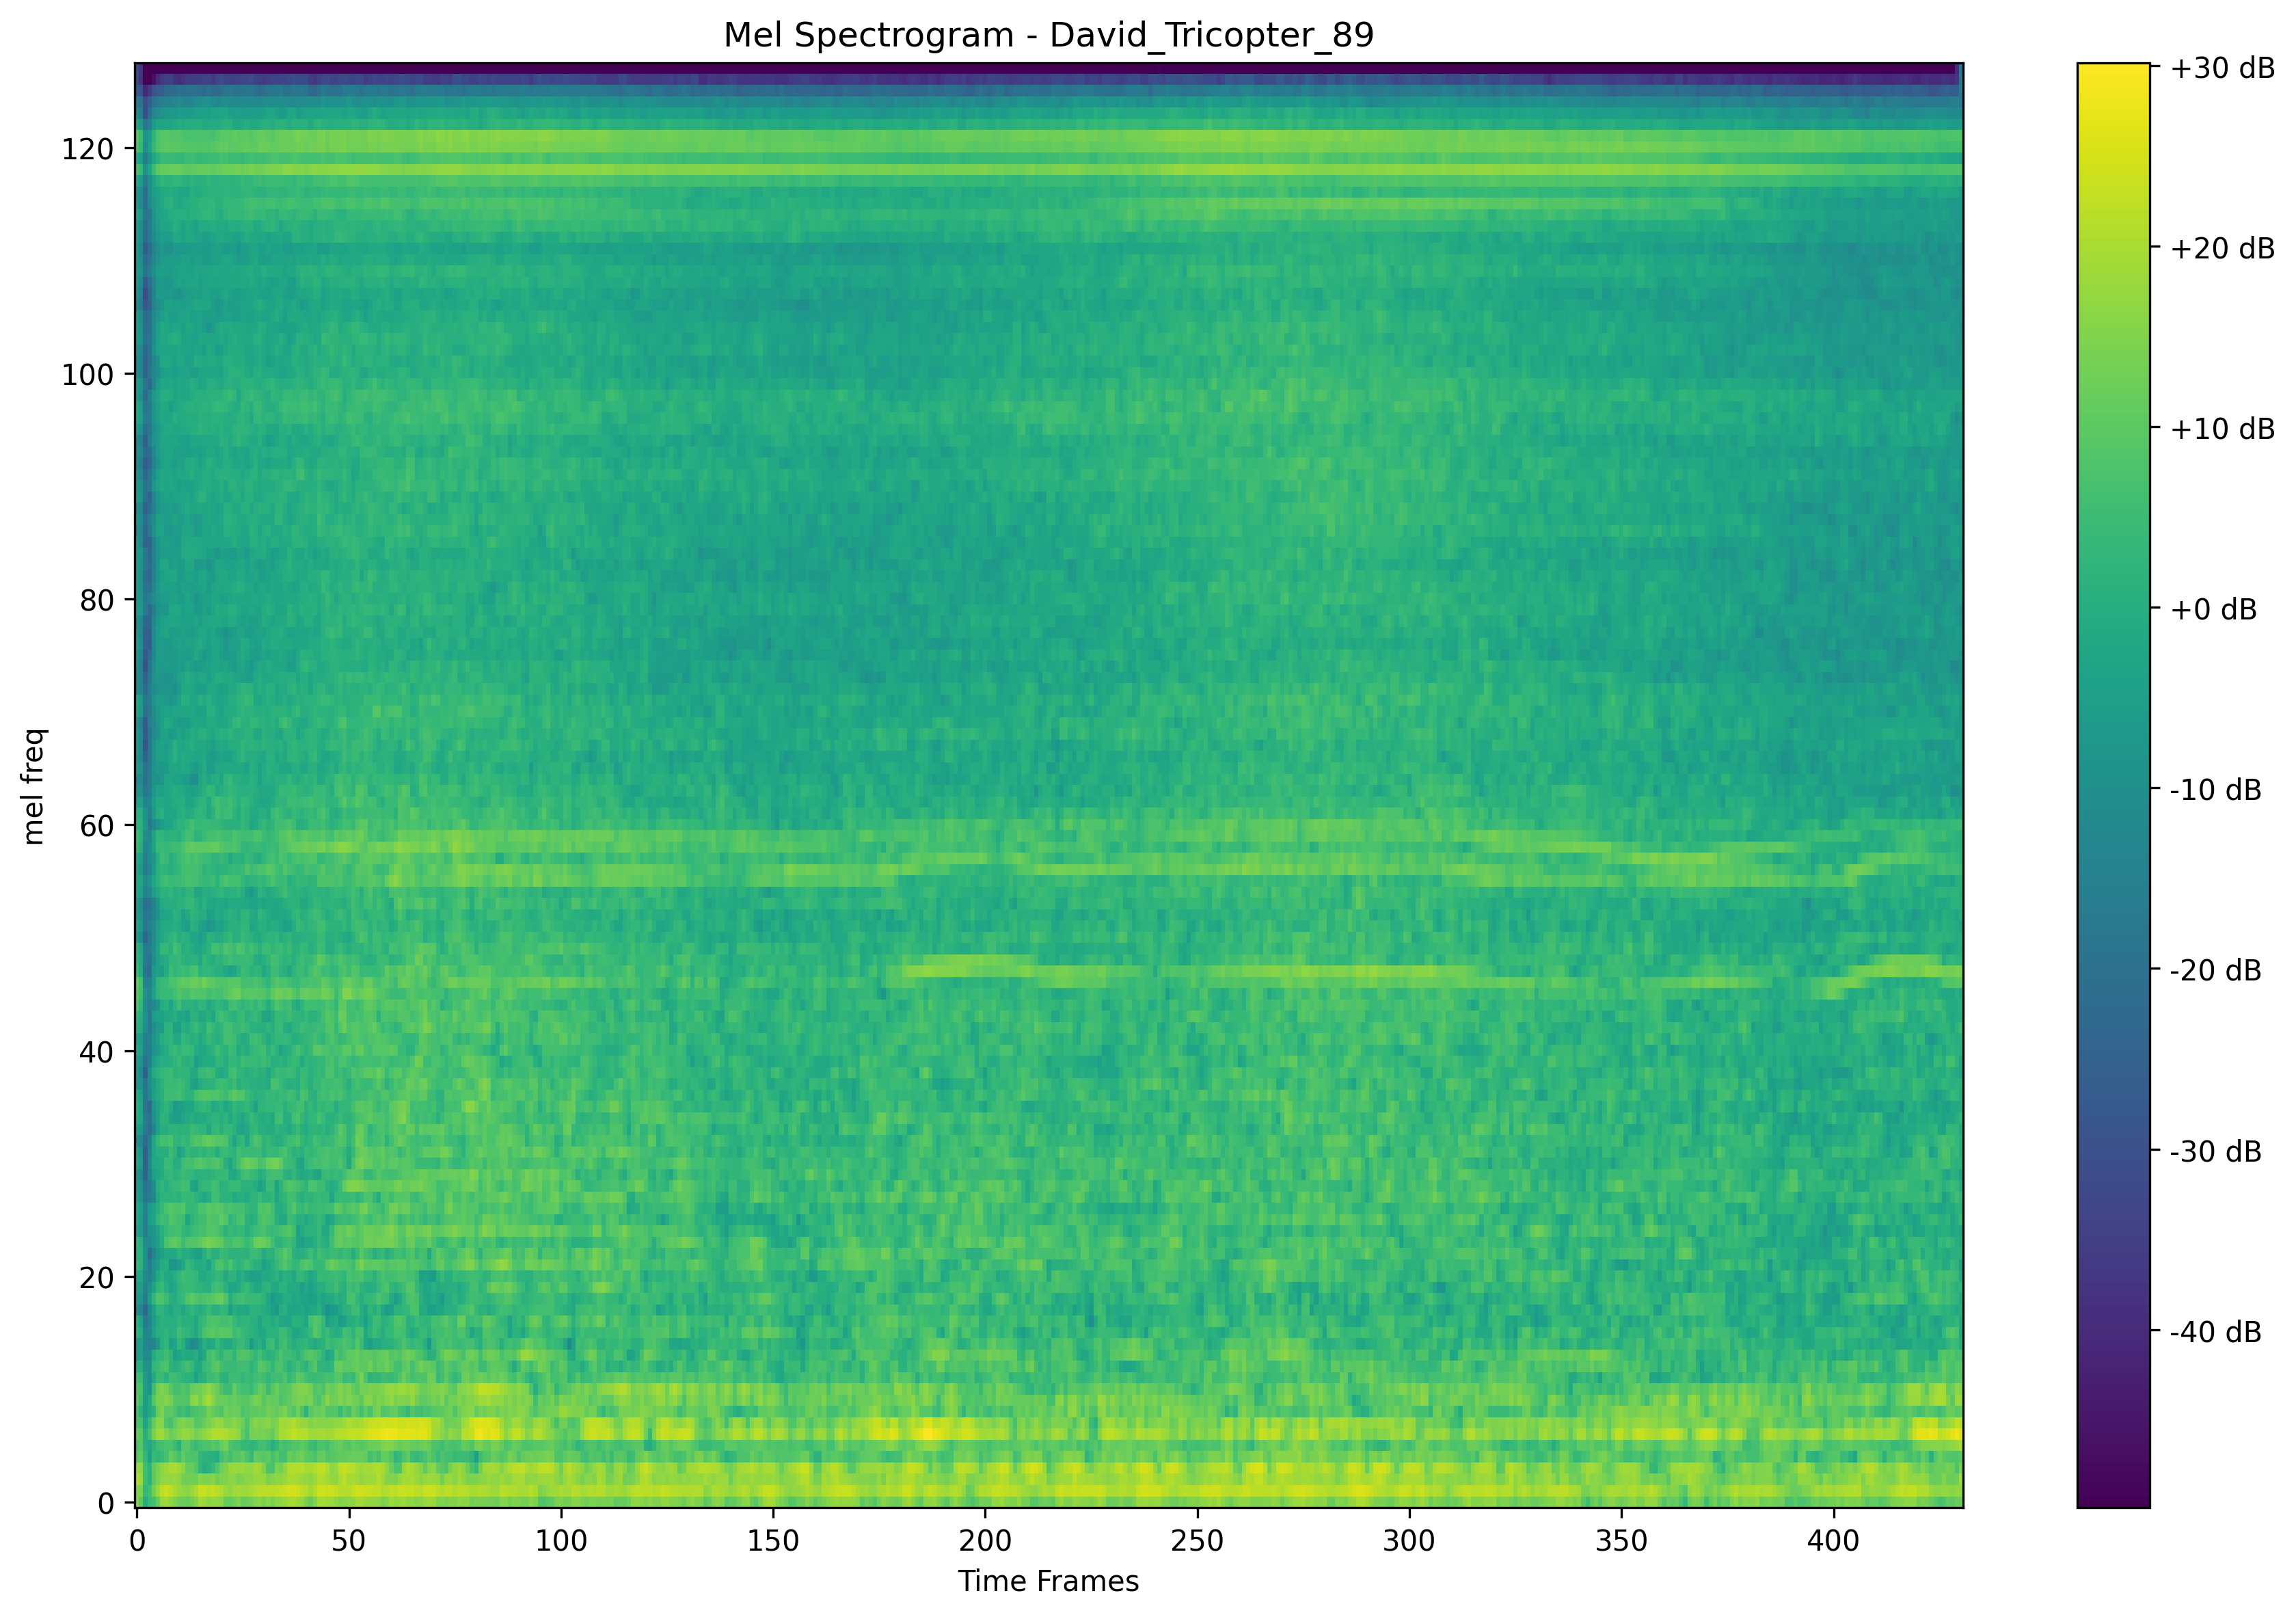 Mel Spectrogram - David_Tricopter_89
mel freq
120
100
80
60
40
20
0
0 50 100 150 200 250 300 350 400
Time Frames
+30 dB
+20 dB
+10 dB
+0 dB
-10 dB
-20 dB
-30 dB
-40 dB